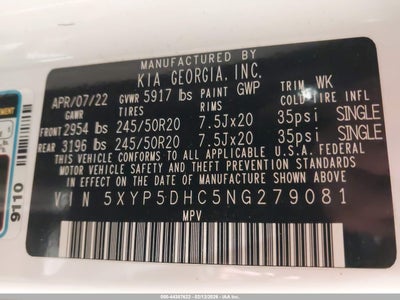 MANUFACTURED BY
KIA GEORGIA, INC.
APR/07/22 GVWR 5917 lbs PAINT GWP TRIM WK
GAWR TIRES RIMS COLD TIRE INFL
FRONT 2954 lbs 245/50R20 7.5Jx20 35psi SINGLE
REAR 3196 lbs 245/50R20 7.5Jx20 35psi SINGLE
THIS VEHICLE CONFORMS TO ALL APPLICABLE U.S.A. FEDERAL
MOTOR VEHICLE SAFETY AND THEFT PREVENTION STANDARDS
IN EFFECT ON THE DATE OF MANUFACTURE SHOWN ABOVE.
VIN 5XYP5DHC5NG279081
MPV
9110